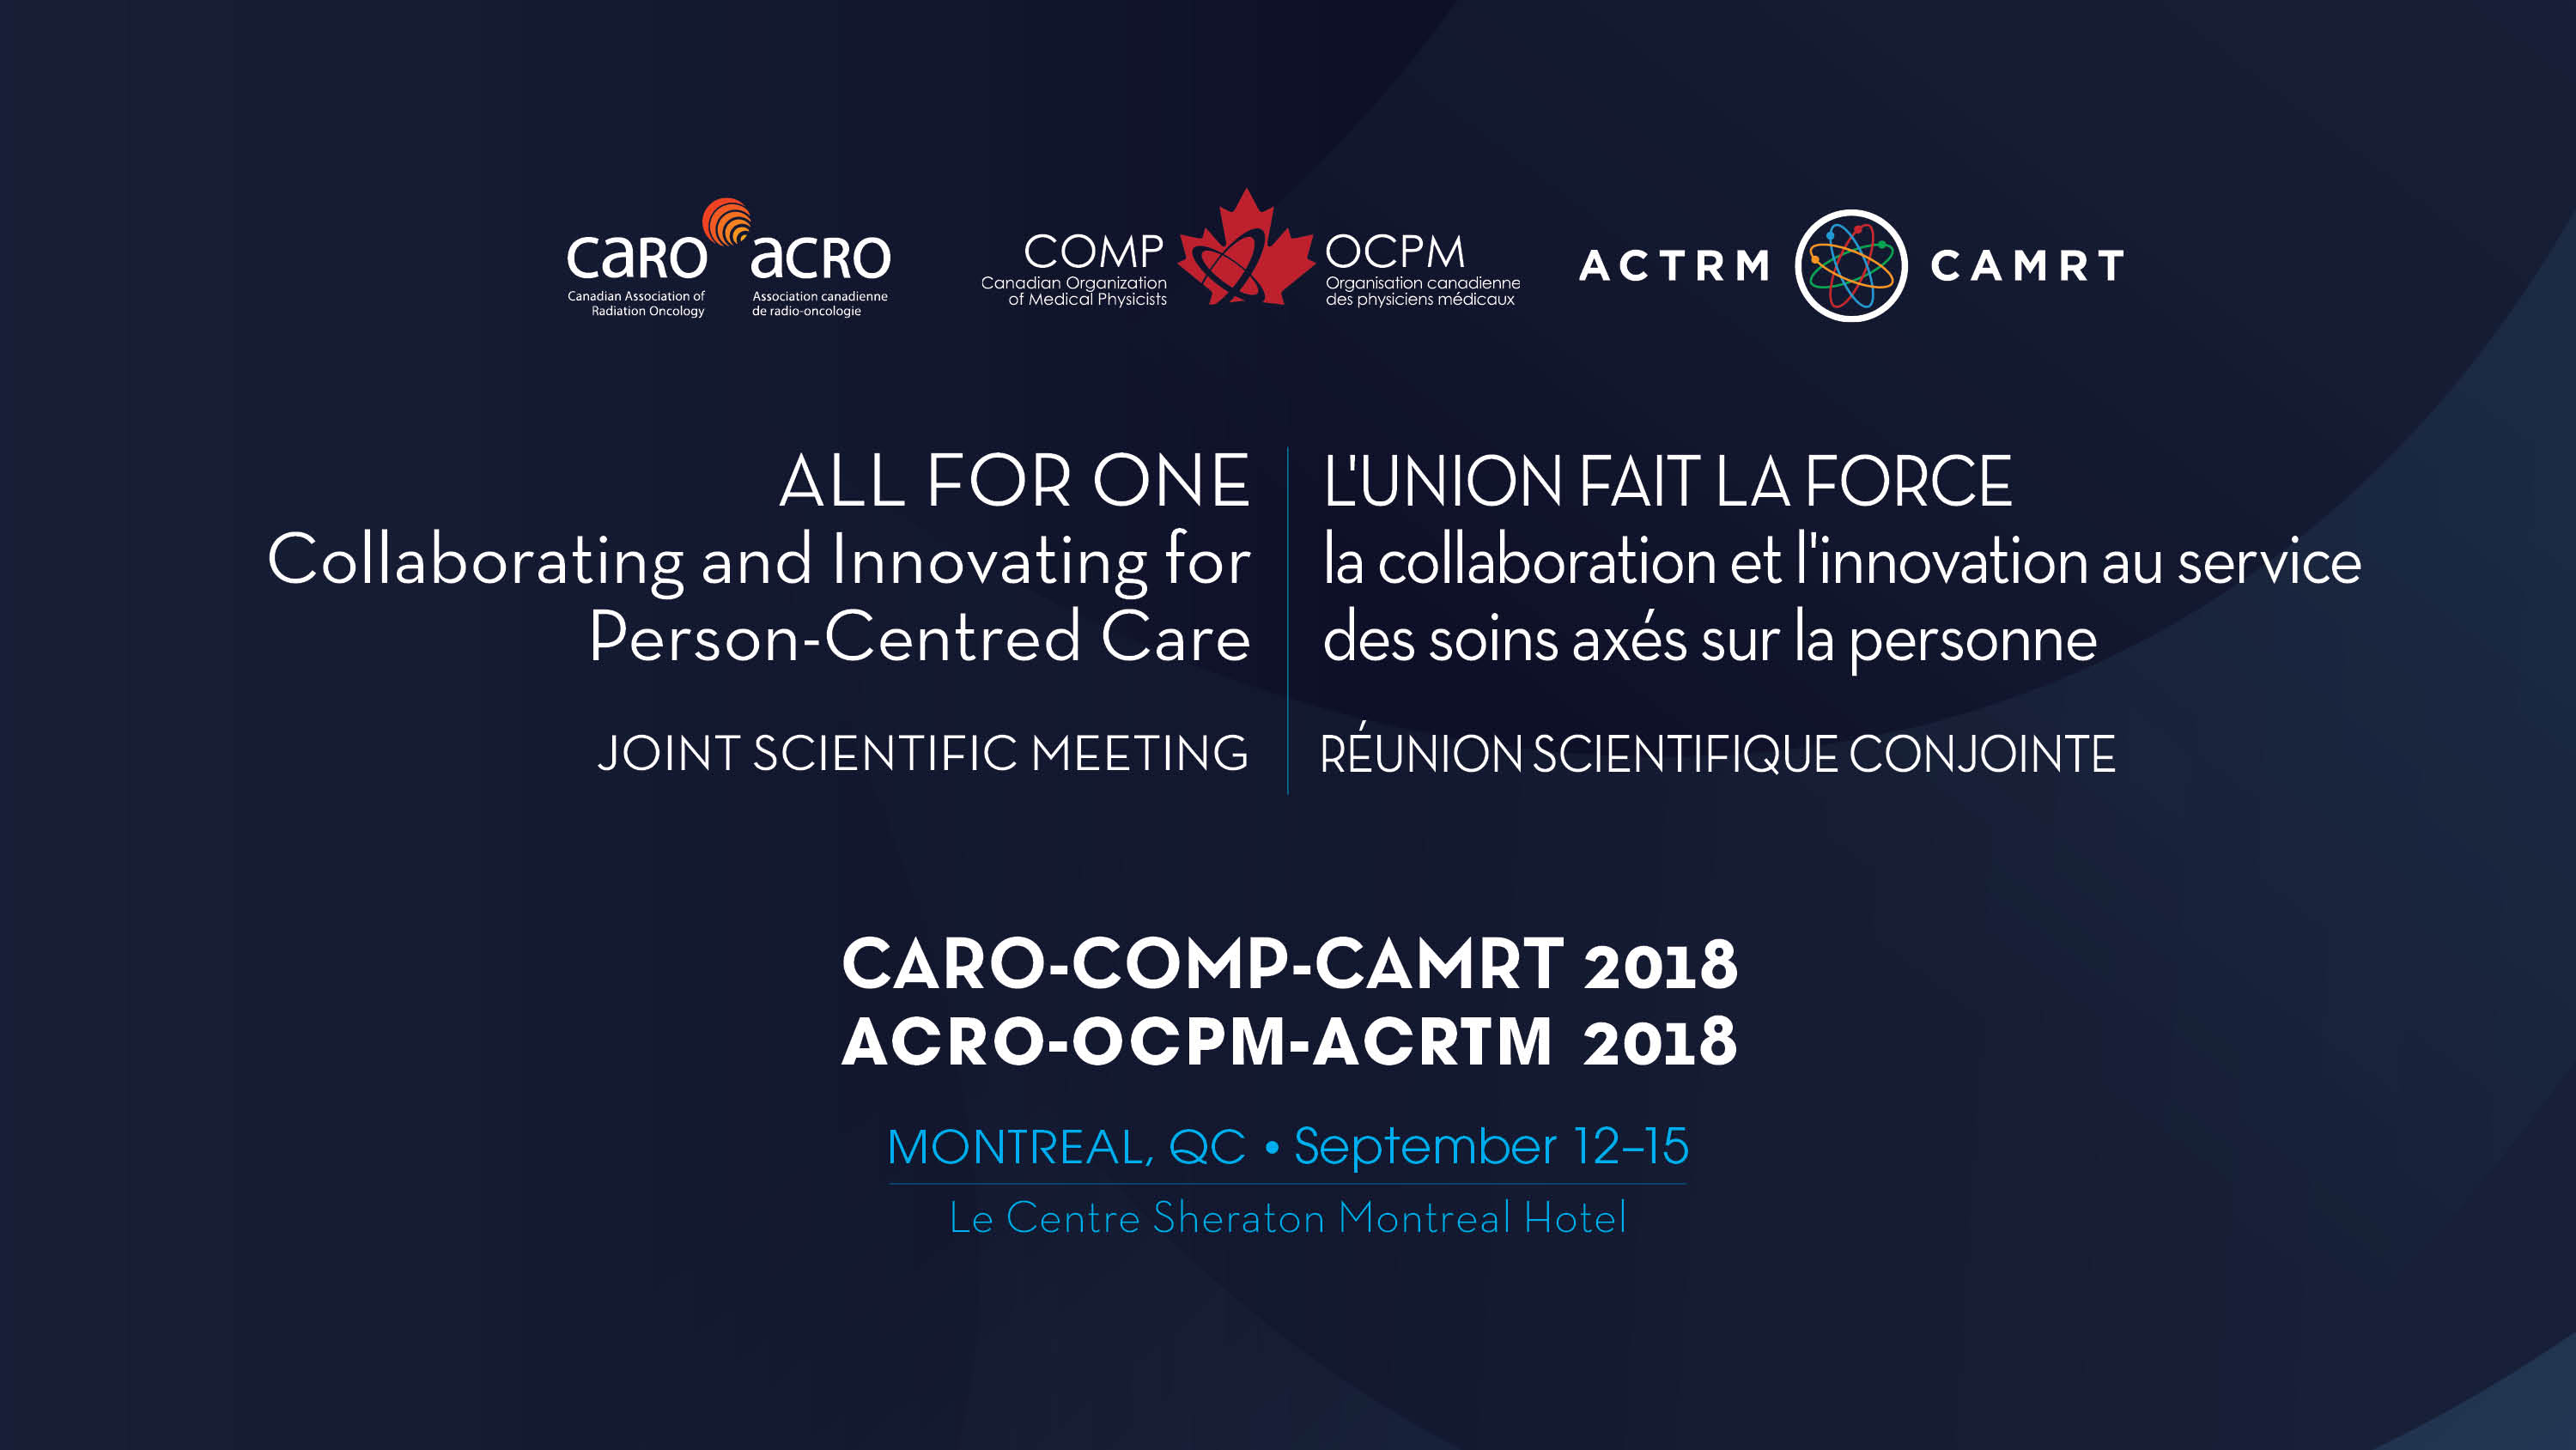 caro acro
Canadian Association of
Radiation Oncology
Association canadienne
de radio-oncologie
COMP
Canadian Organization
of Medical Physicists
OCPM
Organisation canadienne
des physiciens médicaux
ACTRM CAMRT
ALL FOR ONE
Collaborating and Innovating for
Person-Centred Care
JOINT SCIENTIFIC MEETING
L'UNION FAIT LA FORCE
la collaboration et l'innovation au service
des soins axés sur la personne
RÉUNION SCIENTIFIQUE CONJOINTE
CARO-COMP-CAMRT 2018
ACRO-OCPM-ACRTM 2018
MONTREAL, QC • September 12–15
Le Centre Sheraton Montreal Hotel